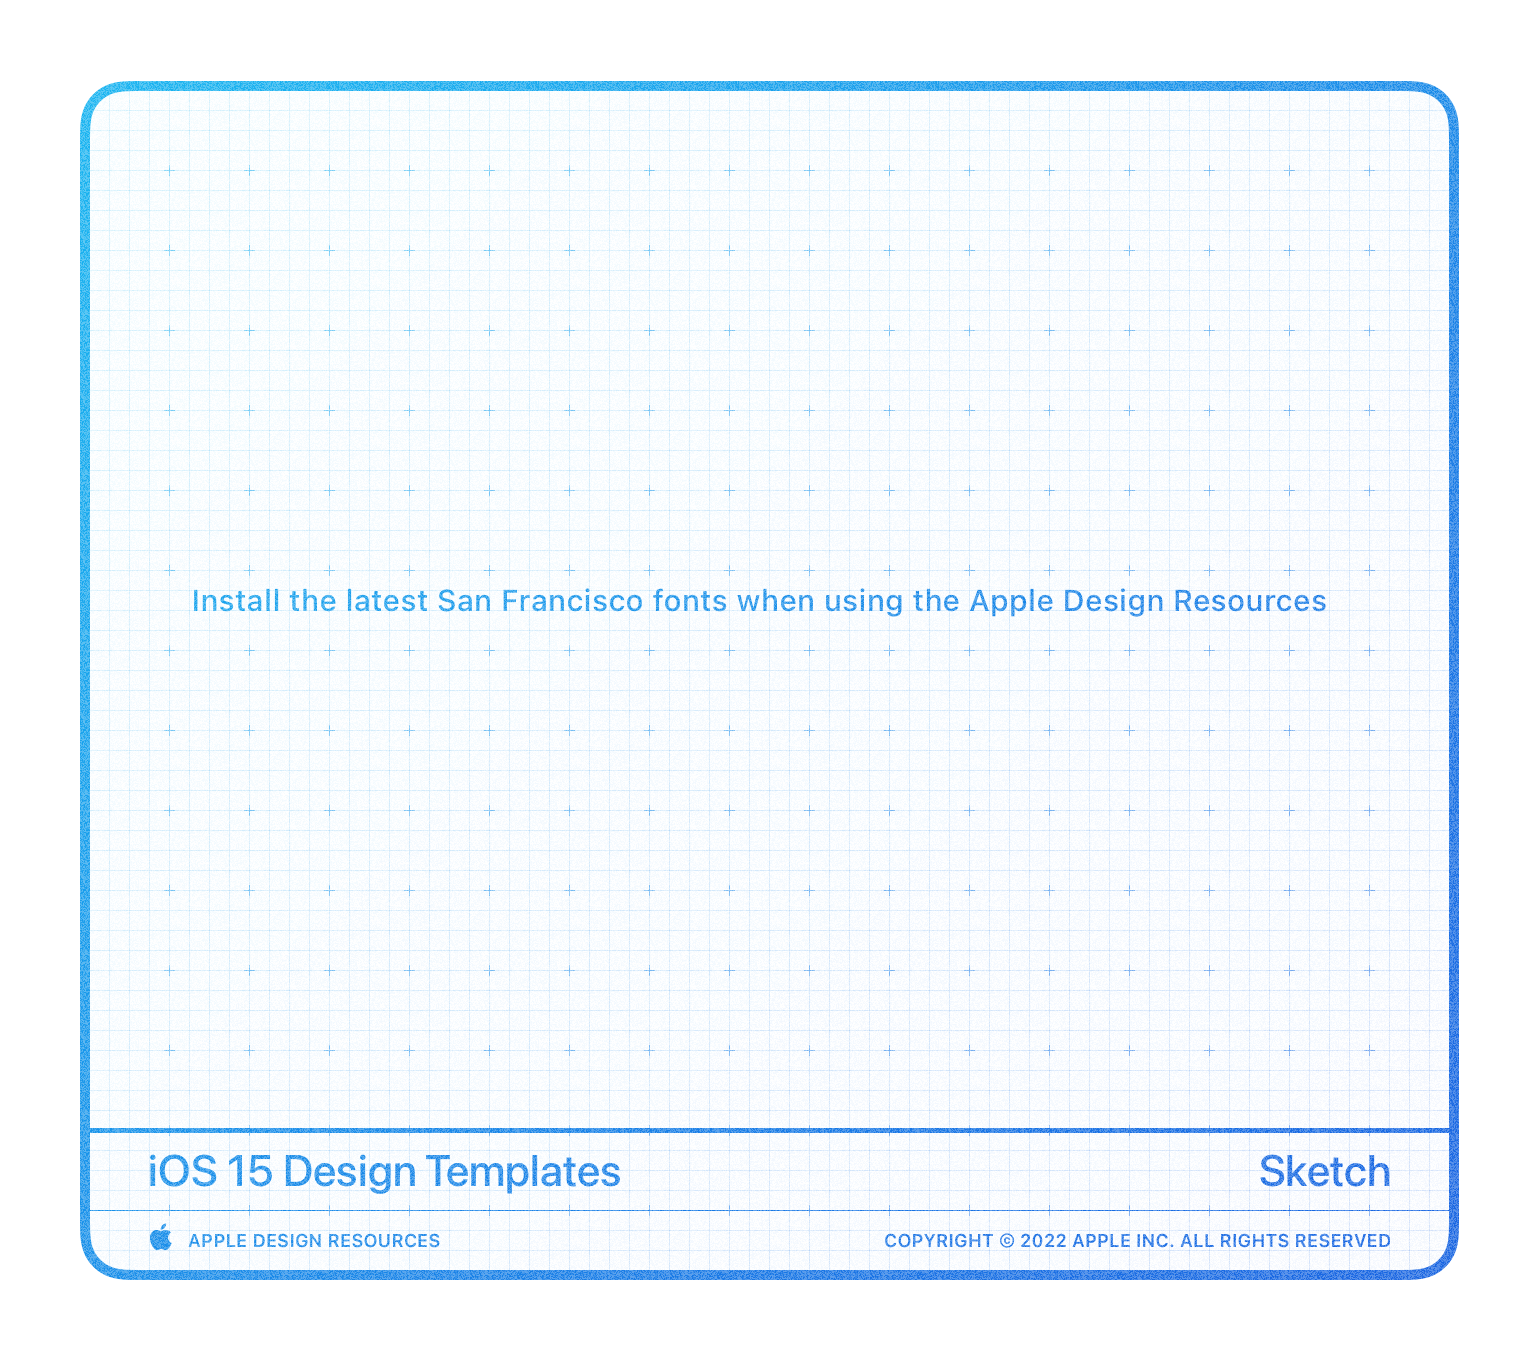 Install the latest San Francisco fonts when using the Apple Design Resources
iOS 15 Design Templates
Sketch
APPLE DESIGN RESOURCES
COPYRIGHT © 2022 APPLE INC. ALL RIGHTS RESERVED